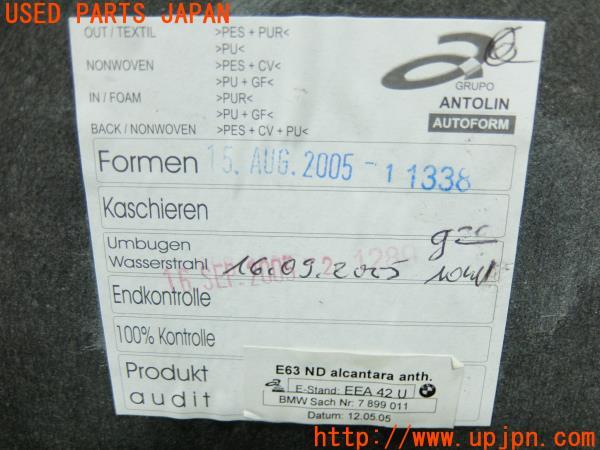 USED PARTS JAPAN
OUT / TEXTIL >PES + PUR<
>PU<
NONWOVEN >PES + CV<
>PU + GF<
IN / FOAM >PUR<
>PU + GF<
BACK / NONWOVEN >PES + CV + PU<
GRUPO
ANTOLIN
AUTOFORM
Formen 15. AUG. 2005 - 1 1338
Kaschieren
Umbugen
Wasserstrahl 16.09.2005
16 SEP. 2005
Endkontrolle
100% Kontrolle
Produkt
audit
E63 ND alcantara anth.
E-Stand: EEA 42 U
BMW Sach Nr: 7 899 011
Datum: 12.05.05
http://www.upjpn.com/